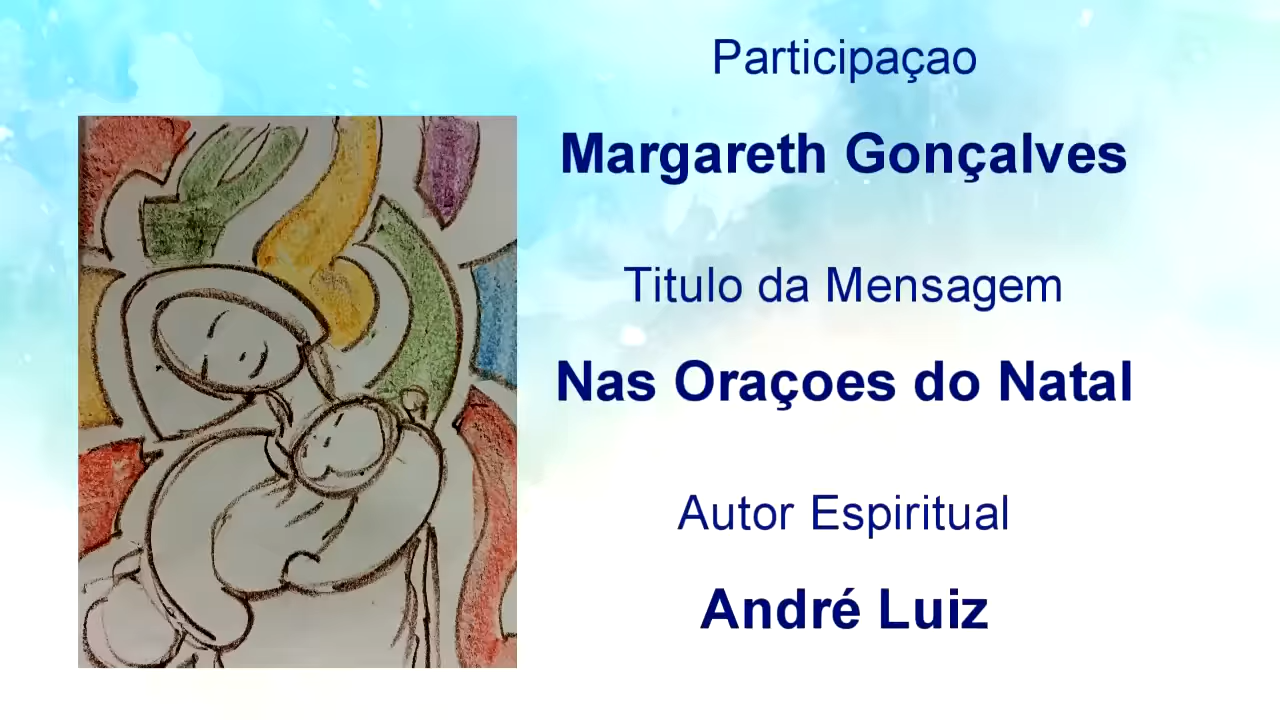 Participaçao
Margareth Gonçalves
Titulo da Mensagem
Nas Oraçoes do Natal
Autor Espiritual
André Luiz